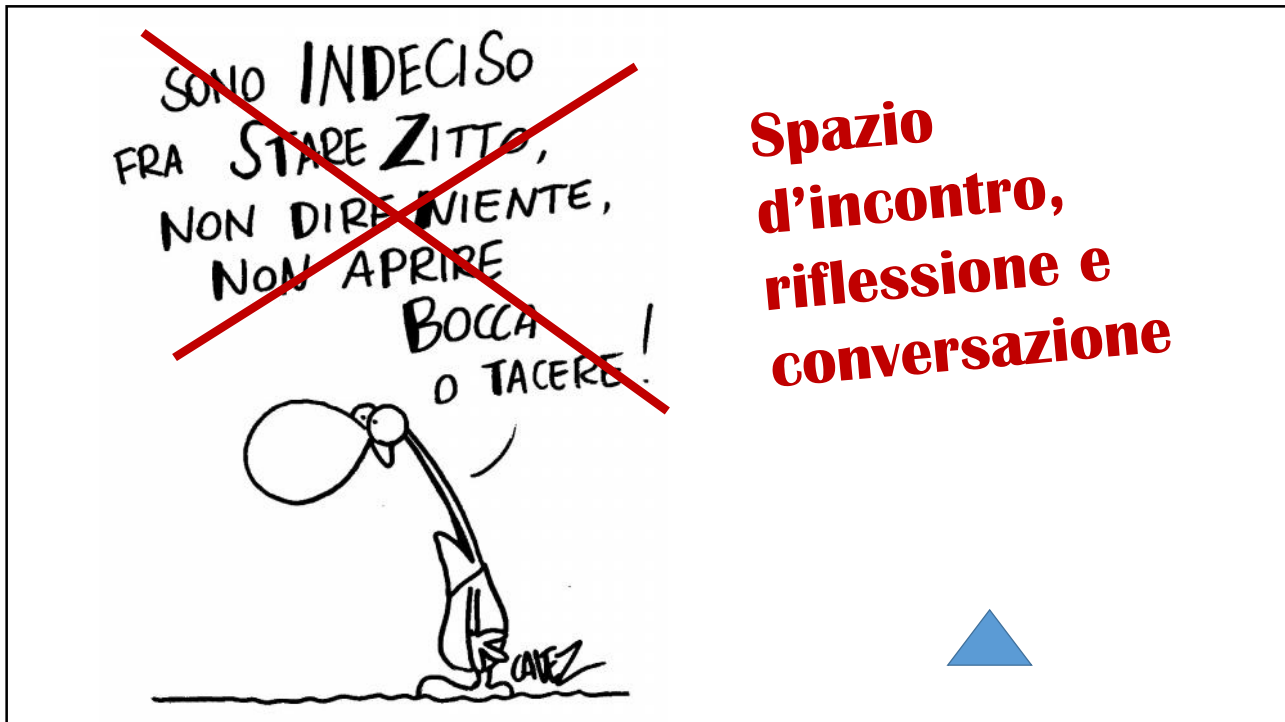 SONO INDECISO
FRA STARE ZITTO,
NON DIRE NIENTE,
NON APRIRE
BOCCA
O TACERE!
CAVEZ
Spazio
d’incontro,
riflessione e
conversazione